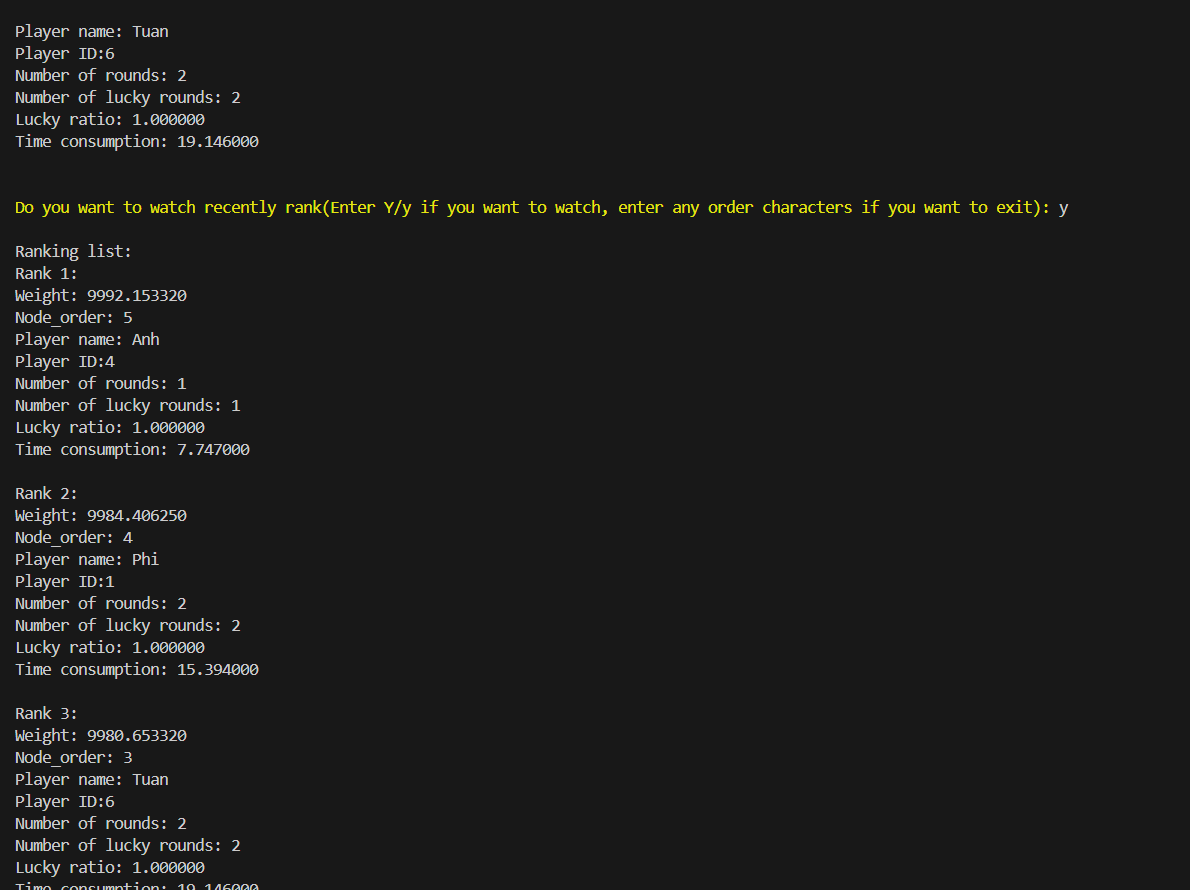 Player name: Tuan
Player ID:6
Number of rounds: 2
Number of lucky rounds: 2
Lucky ratio: 1.000000
Time consumption: 19.146000
Do you want to watch recently rank(Enter Y/y if you want to watch, enter any order characters if you want to exit): y
Ranking list:
Rank 1:
Weight: 9992.153320
Node_order: 5
Player name: Anh
Player ID:4
Number of rounds: 1
Number of lucky rounds: 1
Lucky ratio: 1.000000
Time consumption: 7.747000
Rank 2:
Weight: 9984.406250
Node_order: 4
Player name: Phi
Player ID:1
Number of rounds: 2
Number of lucky rounds: 2
Lucky ratio: 1.000000
Time consumption: 15.394000
Rank 3:
Weight: 9980.653320
Node_order: 3
Player name: Tuan
Player ID:6
Number of rounds: 2
Number of lucky rounds: 2
Lucky ratio: 1.000000
Time consumption: 19.146000